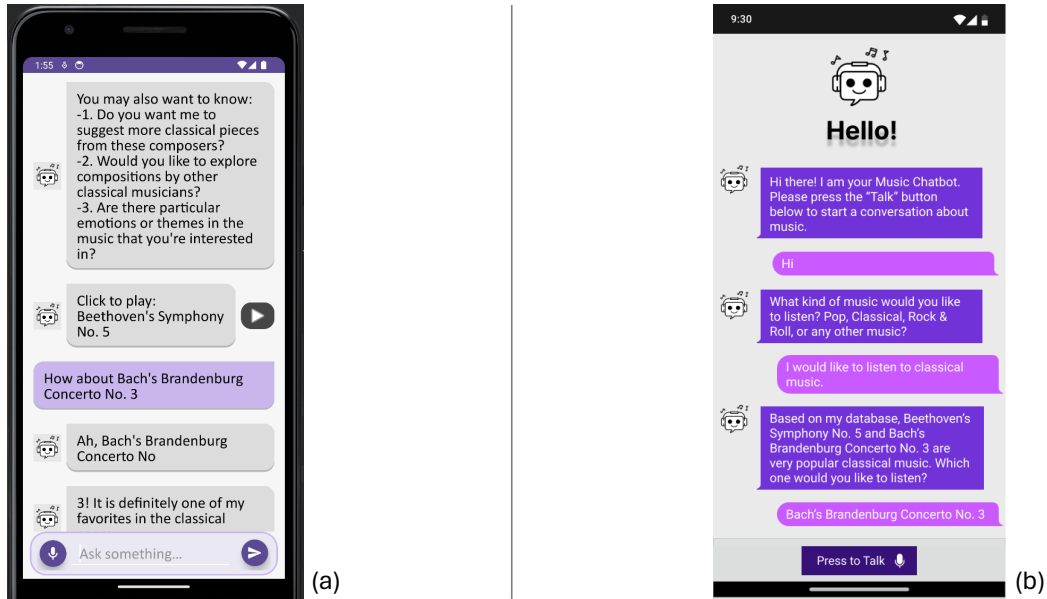 1:55
You may also want to know:
-1. Do you want me to
suggest more classical pieces
from these composers?
-2. Would you like to explore
compositions by other
classical musicians?
-3. Are there particular
emotions or themes in the
music that you're interested
in?
Click to play:
Beethoven's Symphony
No. 5
How about Bach's Brandenburg
Concerto No. 3
Ah, Bach's Brandenburg
Concerto No
3! It is definitely one of my
favorites in the classical
Ask something...
(a)
9:30
Hello!
Hi there! I am your Music Chatbot.
Please press the “Talk” button
below to start a conversation about
music.
Hi
What kind of music would you like
to listen? Pop, Classical, Rock &
Roll, or any other music?
I would like to listen to classical
music.
Based on my database, Beethoven’s
Symphony No. 5 and Bach’s
Brandenburg Concerto No. 3 are
very popular classical music. Which
one would you like to listen?
Bach’s Brandenburg Concerto No. 3
Press to Talk
(b)